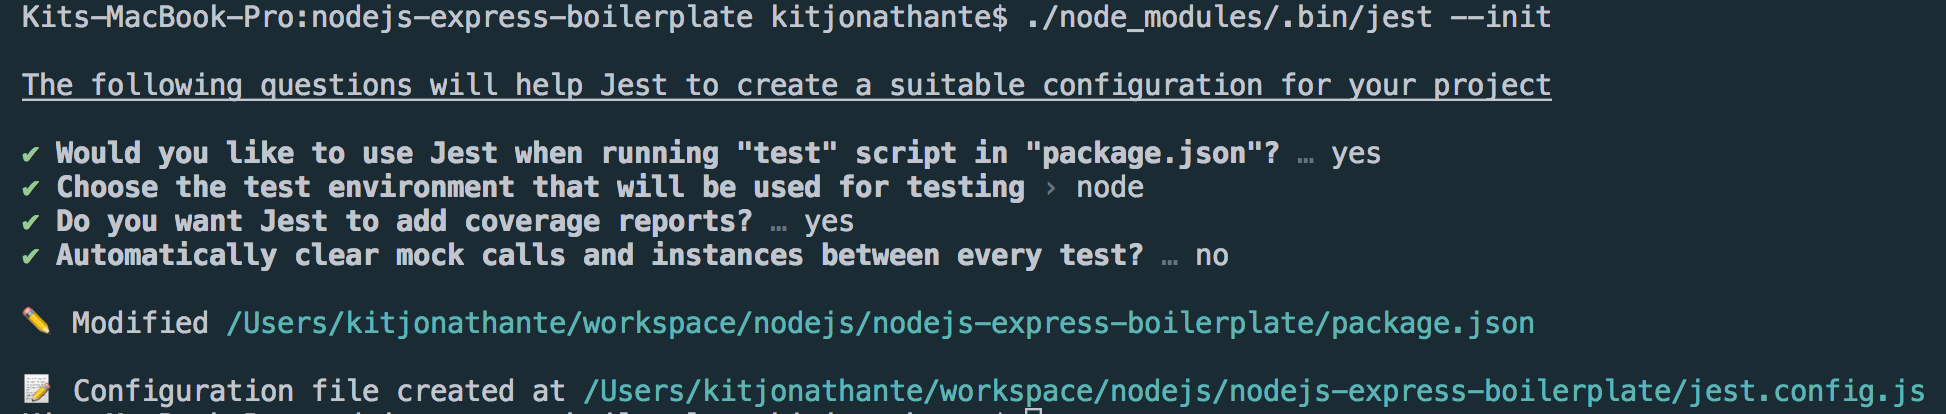 Kits-MacBook-Pro:nodejs-express-boilerplate kitjonathante$ ./node_modules/.bin/jest --init
The following questions will help Jest to create a suitable configuration for your project
✔ Would you like to use Jest when running "test" script in "package.json"? … yes
✔ Choose the test environment that will be used for testing › node
✔ Do you want Jest to add coverage reports? … yes
✔ Automatically clear mock calls and instances between every test? … no
✏️ Modified /Users/kitjonathante/workspace/nodejs/nodejs-express-boilerplate/package.json
📝 Configuration file created at /Users/kitjonathante/workspace/nodejs/nodejs-express-boilerplate/jest.config.js